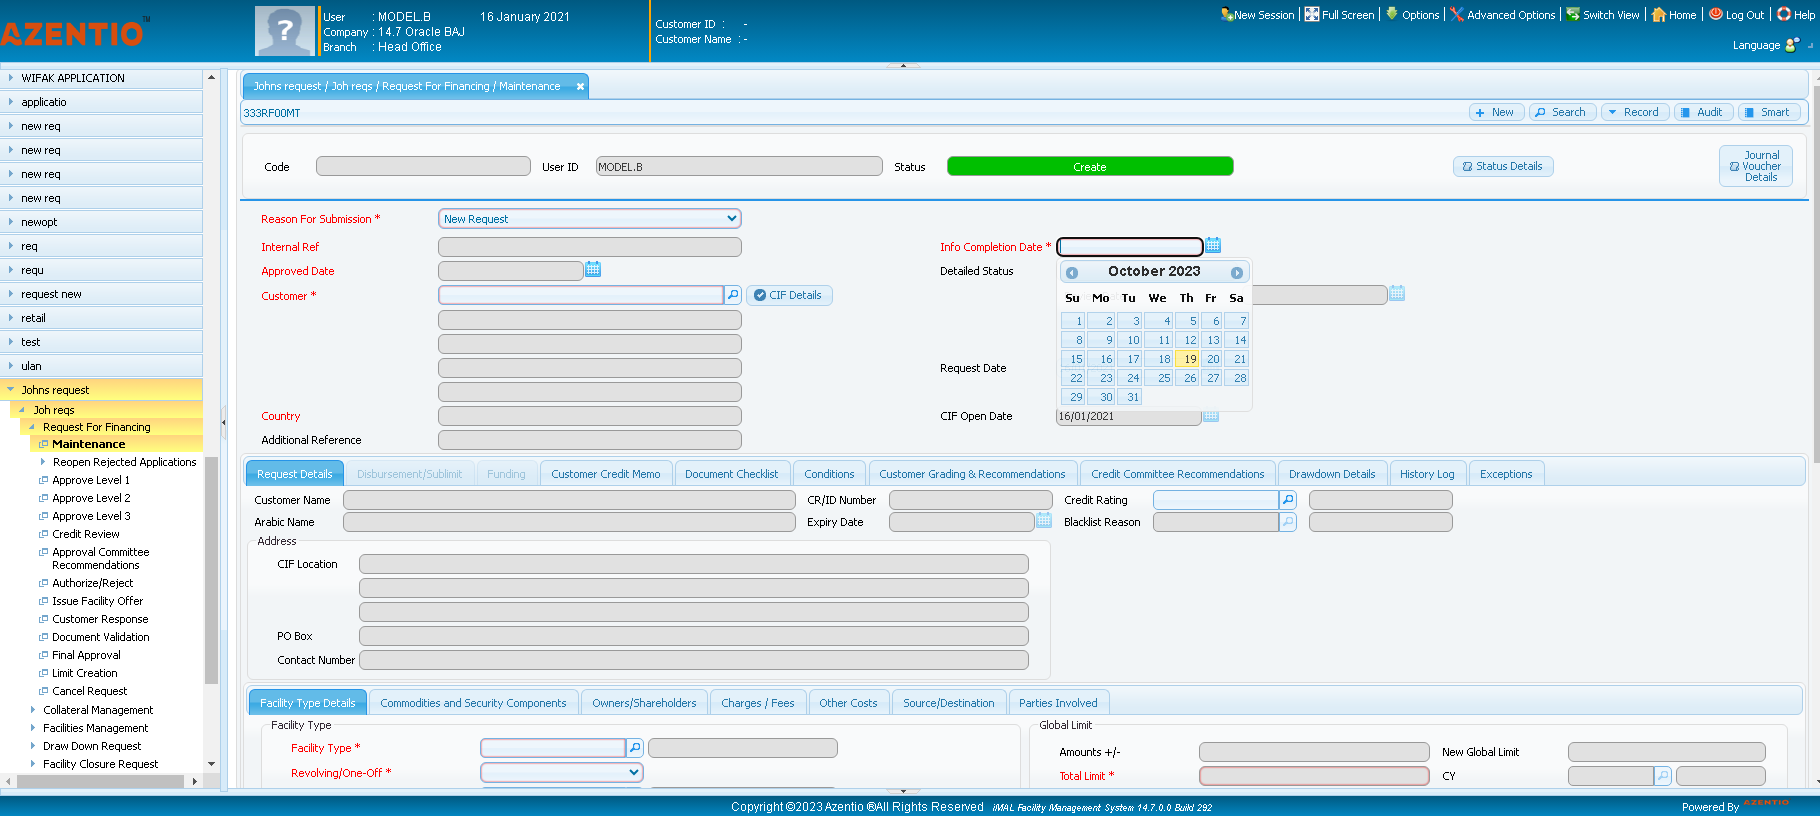 AZENTIO™
User : MODEL.B 16 January 2021
Company : 14.7 Oracle BAJ
Branch : Head Office
Customer ID : -
Customer Name : -
New Session | Full Screen | Options | Advanced Options | Switch View | Home | Log Out | Help
Language
WIFAK APPLICATION
applicatio
new req
new req
new req
new req
newopt
req
requ
request new
retail
test
ulan
Johns request
Joh reqs
Request For Financing
Maintenance
Reopen Rejected Applications
Approve Level 1
Approve Level 2
Approve Level 3
Credit Review
Approval Committee
Recommendations
Authorize/Reject
Issue Facility Offer
Customer Response
Document Validation
Final Approval
Limit Creation
Cancel Request
Collateral Management
Facilities Management
Draw Down Request
Facility Closure Request
Johns request / Joh reqs / Request For Financing / Maintenance
333RF00MT
New Search Record Audit Smart
Code User ID MODEL.B Status Create Status Details
Journal
Voucher
Details
Reason For Submission * New Request
Internal Ref Info Completion Date *
Approved Date Detailed Status
Customer * CIF Details
Request Date
Country CIF Open Date 16/01/2021
Additional Reference
October 2023
Su Mo Tu We Th Fr Sa
1 2 3 4 5 6 7
8 9 10 11 12 13 14
15 16 17 18 19 20 21
22 23 24 25 26 27 28
29 30 31
Request Details Disbursement/Sublimit Funding Customer Credit Memo Document Checklist Conditions Customer Grading & Recommendations Credit Committee Recommendations Drawdown Details History Log Exceptions
Customer Name CR/ID Number Credit Rating
Arabic Name Expiry Date Blacklist Reason
Address
CIF Location
PO Box
Contact Number
Facility Type Details Commodities and Security Components Owners/Shareholders Charges / Fees Other Costs Source/Destination Parties Involved
Facility Type Global Limit
Facility Type * Amounts +/- New Global Limit
Revolving/One-Off * Total Limit * CY
Copyright ©2023 Azentio ®All Rights Reserved iMAL Facility Management System 14.7.0.0 Build 292
Powered By AZENTIO